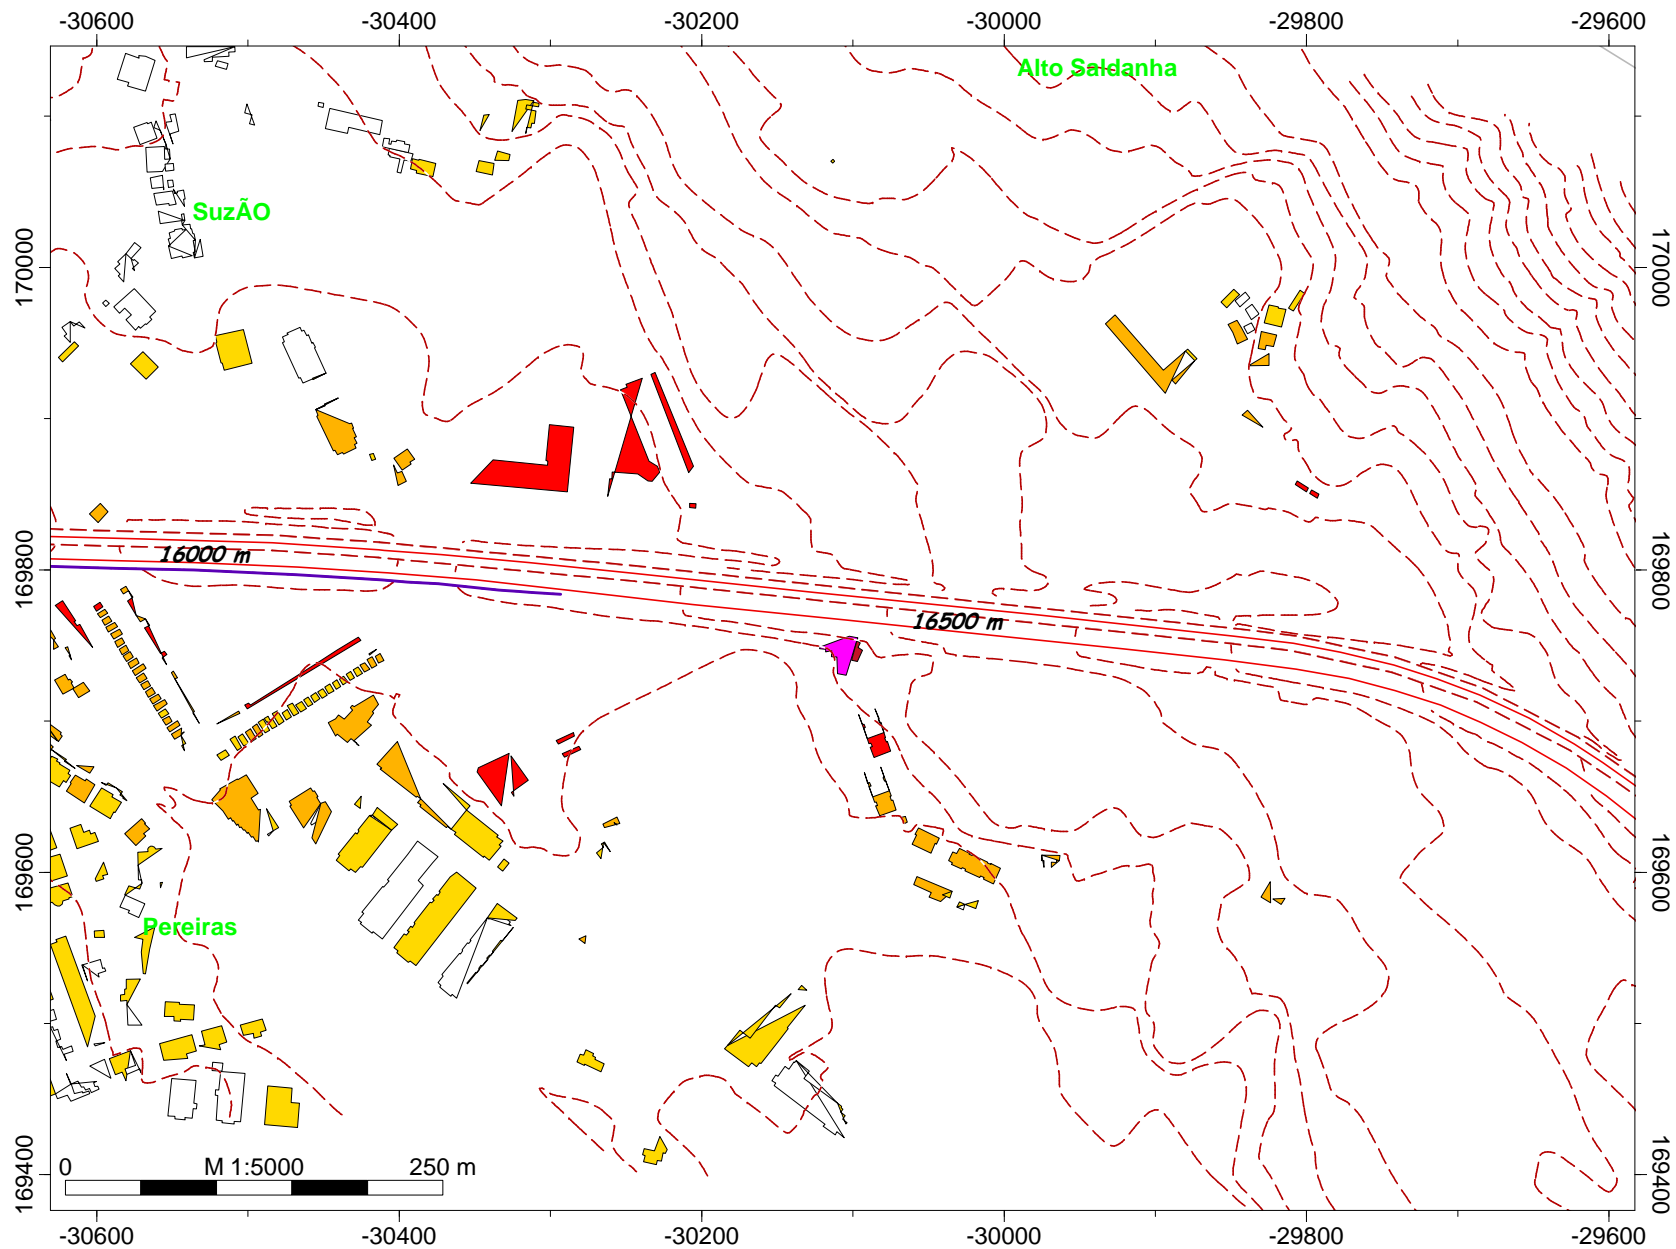 -30600 -30400 -30200 -30000 -29800 -29600
Alto Saldanha
SuzÃO
170000 170000
16000 m
169800 169800
16500 m
169600 169600
Pereiras
169400 169400
0 M 1:5000 250 m
-30600 -30400 -30200 -30000 -29800 -29600